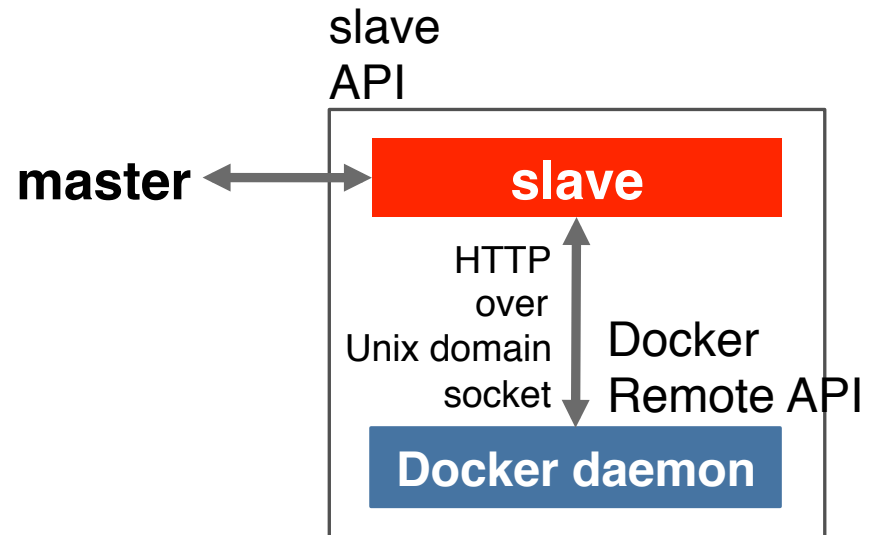 slave
API
master
slave
HTTP
over
Unix domain
socket
Docker
Remote API
Docker daemon